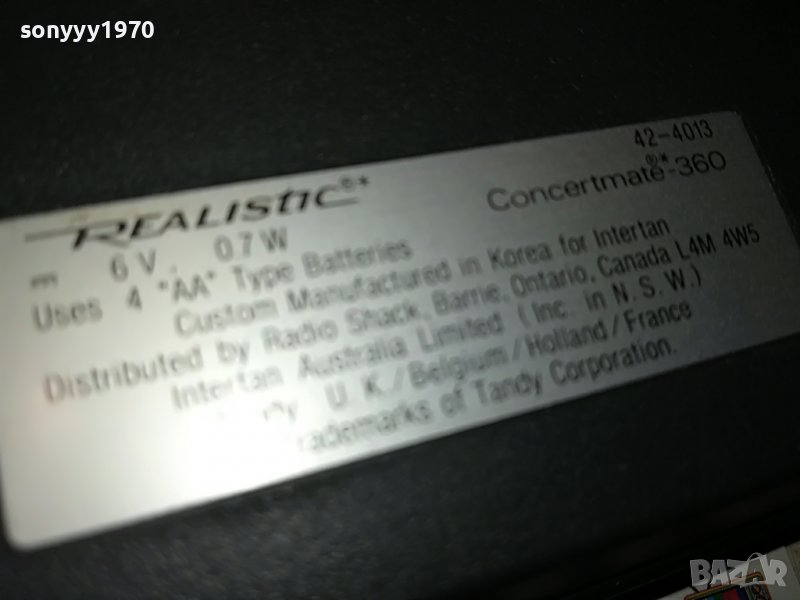 sonyyy1970
42-4013
REALISTIC®* Concertmate®*-360
6 V 0.7 W
Uses 4 "AA" Type Batteries
Custom Manufactured in Korea for Intertan
Distributed by Radio Shack, Barrie, Ontario, Canada L4M 4W5
Intertan Australia Limited (Inc. in N.S.W.)
U.K./Belgium/Holland/France
of Tandy Corporation.
BAZAR